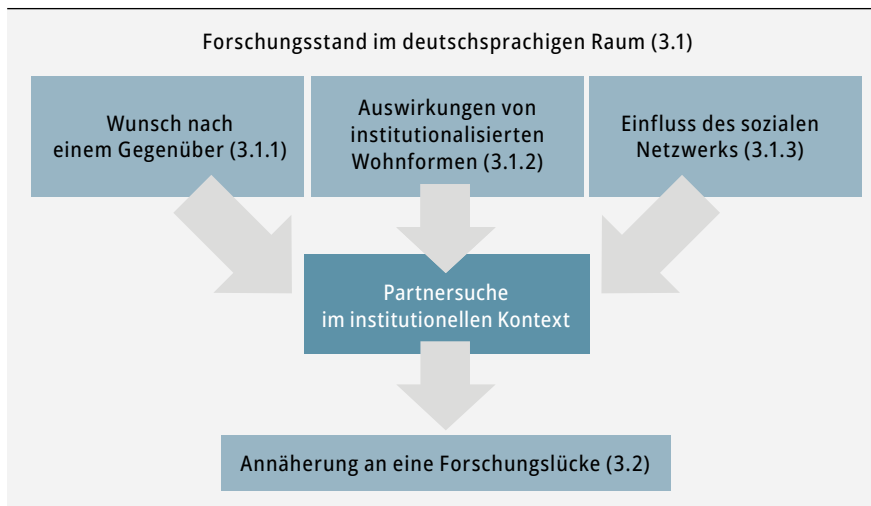 Forschungsstand im deutschsprachigen Raum (3.1)
Wunsch nach
einem Gegenüber (3.1.1)
Auswirkungen von
institutionalisierten
Wohnformen (3.1.2)
Einfluss des sozialen
Netzwerks (3.1.3)
Partnersuche
im institutionellen Kontext
Annäherung an eine Forschungslücke (3.2)